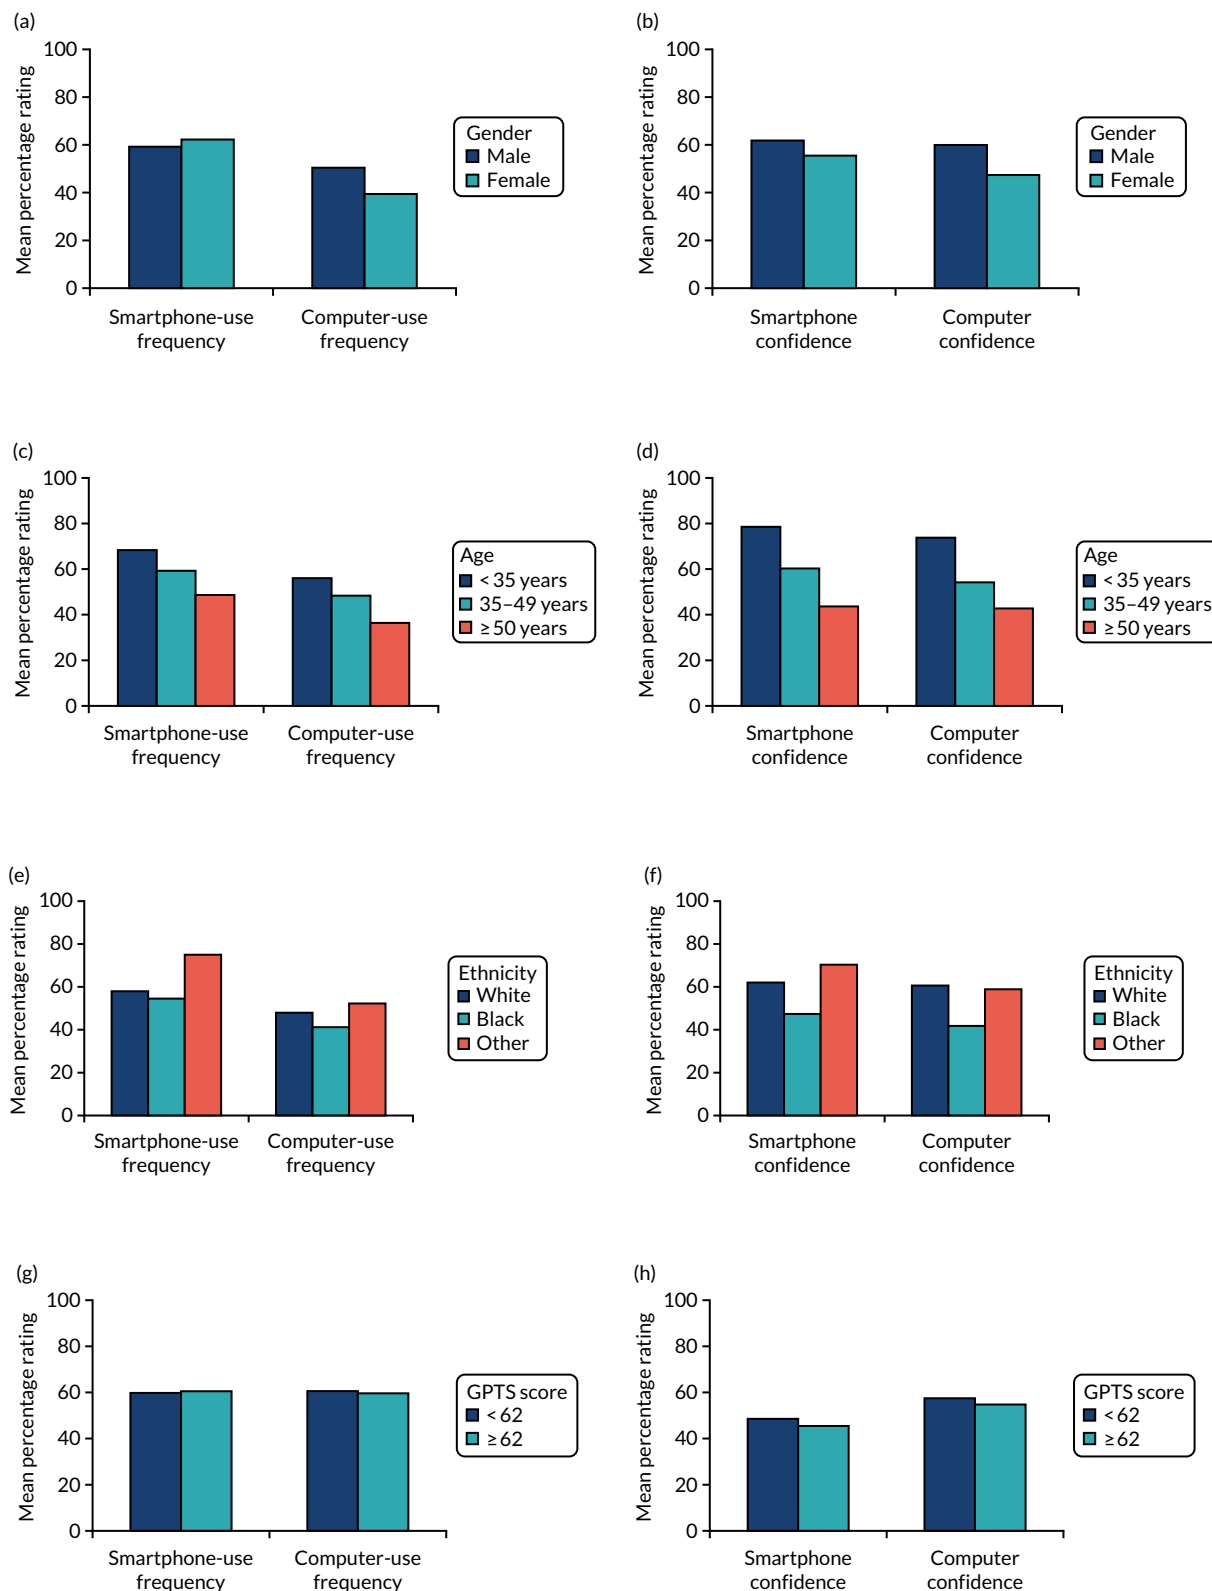 (a)
Mean percentage rating
100
80
60
40
20
0
Smartphone-use
frequency
Computer-use
frequency
Gender
Male
Female
(b)
Mean percentage rating
100
80
60
40
20
0
Smartphone
confidence
Computer
confidence
Gender
Male
Female
(c)
Mean percentage rating
100
80
60
40
20
0
Smartphone-use
frequency
Computer-use
frequency
Age
< 35 years
35–49 years
≥ 50 years
(d)
Mean percentage rating
100
80
60
40
20
0
Smartphone
confidence
Computer
confidence
Age
< 35 years
35–49 years
≥ 50 years
(e)
Mean percentage rating
100
80
60
40
20
0
Smartphone-use
frequency
Computer-use
frequency
Ethnicity
White
Black
Other
(f)
Mean percentage rating
100
80
60
40
20
0
Smartphone
confidence
Computer
confidence
Ethnicity
White
Black
Other
(g)
Mean percentage rating
100
80
60
40
20
0
Smartphone-use
frequency
Computer-use
frequency
GPTS score
< 62
≥ 62
(h)
Mean percentage rating
100
80
60
40
20
0
Smartphone
confidence
Computer
confidence
GPTS score
< 62
≥ 62